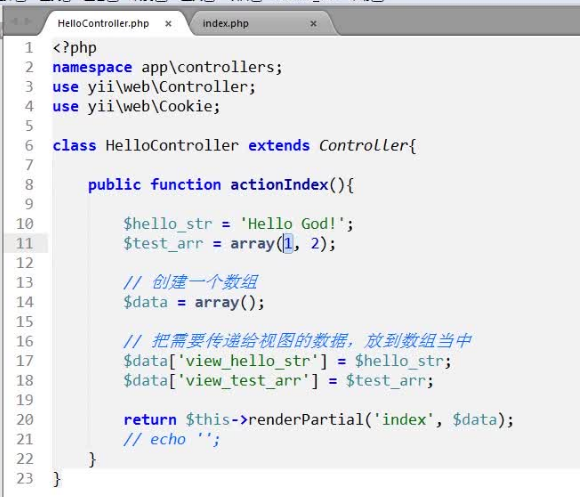 HelloController.php × index.php ×
1 <?php
2 namespace app\controllers;
3 use yii\web\Controller;
4 use yii\web\Cookie;
5
6 class HelloController extends Controller{
7
8 public function actionIndex(){
9
10 $hello_str = 'Hello God!';
11 $test_arr = array(1, 2);
12
13 // 创建一个数组
14 $data = array();
15
16 // 把需要传递给视图的数据，放到数组当中
17 $data['view_hello_str'] = $hello_str;
18 $data['view_test_arr'] = $test_arr;
19
20 return $this->renderPartial('index', $data);
21 // echo '';
22 }
23 }